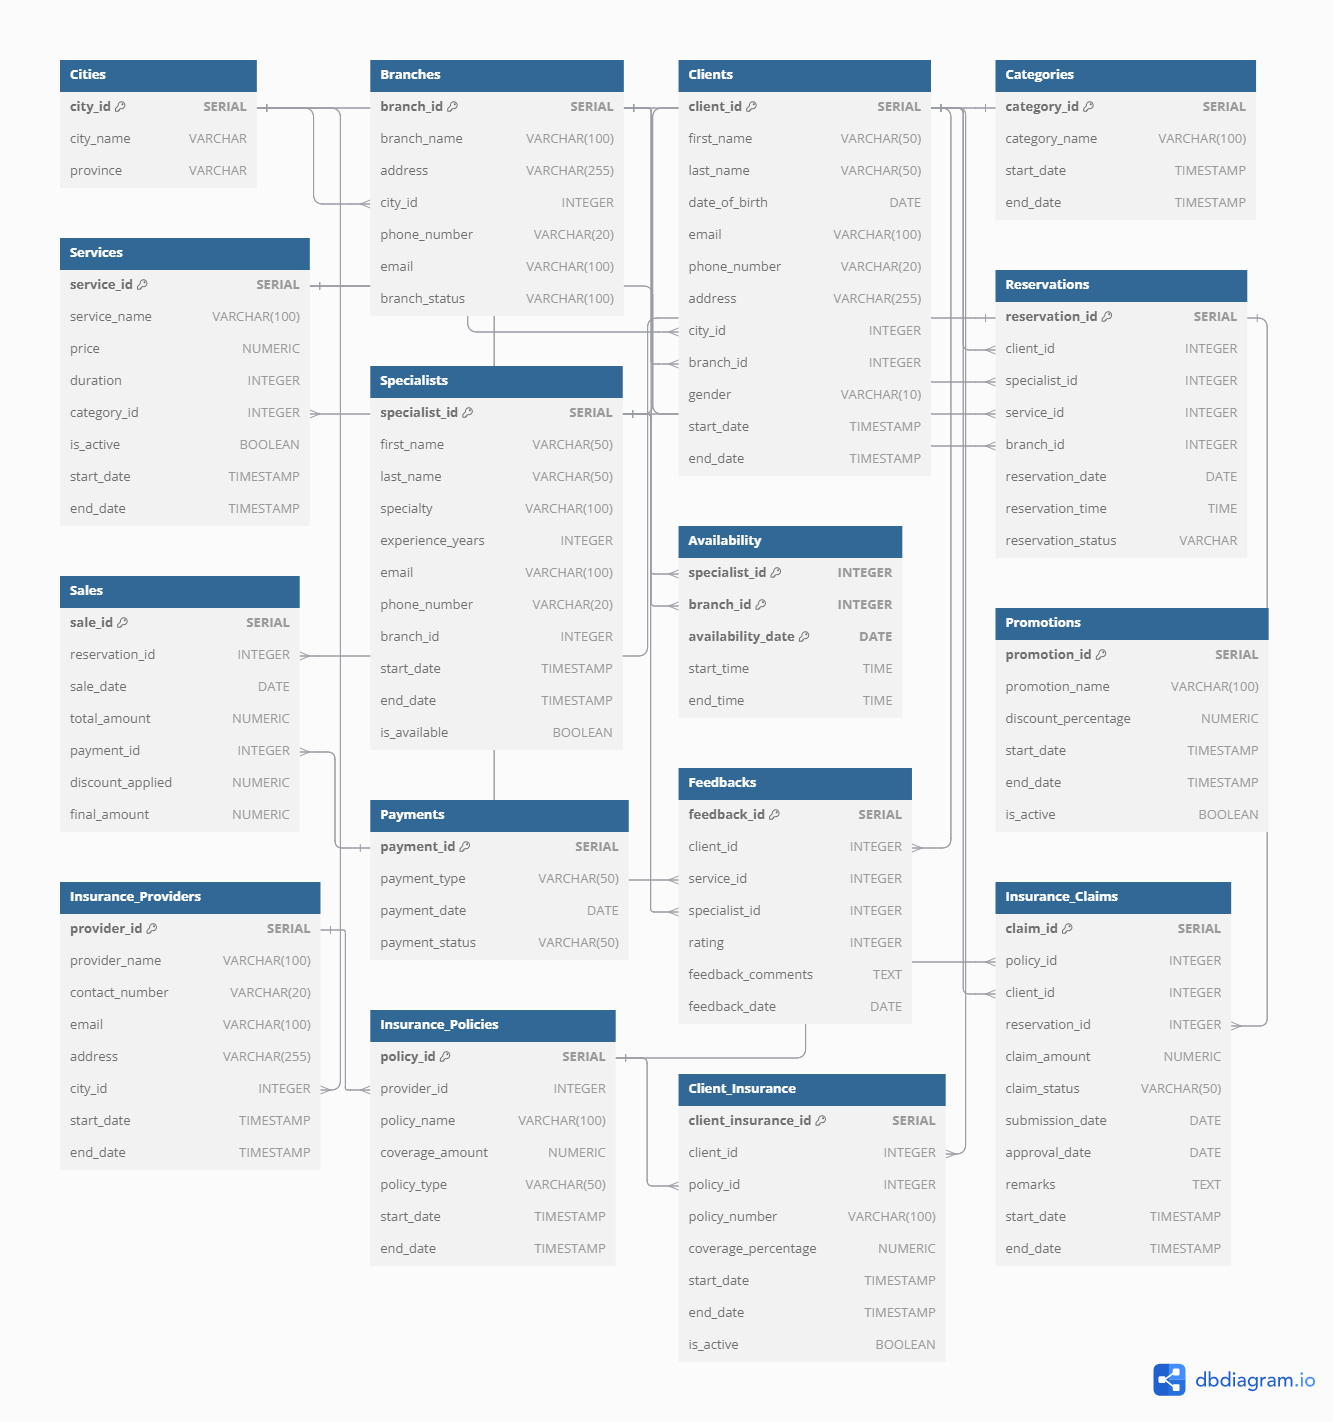 Cities
city_id SERIAL
city_name VARCHAR
province VARCHAR
Branches
branch_id SERIAL
branch_name VARCHAR(100)
address VARCHAR(255)
city_id INTEGER
phone_number VARCHAR(20)
email VARCHAR(100)
branch_status VARCHAR(100)
Clients
client_id SERIAL
first_name VARCHAR(50)
last_name VARCHAR(50)
date_of_birth DATE
email VARCHAR(100)
phone_number VARCHAR(20)
address VARCHAR(255)
city_id INTEGER
branch_id INTEGER
gender VARCHAR(10)
start_date TIMESTAMP
end_date TIMESTAMP
Categories
category_id SERIAL
category_name VARCHAR(100)
start_date TIMESTAMP
end_date TIMESTAMP
Services
service_id SERIAL
service_name VARCHAR(100)
price NUMERIC
duration INTEGER
category_id INTEGER
is_active BOOLEAN
start_date TIMESTAMP
end_date TIMESTAMP
Specialists
specialist_id SERIAL
first_name VARCHAR(50)
last_name VARCHAR(50)
specialty VARCHAR(100)
experience_years INTEGER
email VARCHAR(100)
phone_number VARCHAR(20)
branch_id INTEGER
start_date TIMESTAMP
end_date TIMESTAMP
is_available BOOLEAN
Reservations
reservation_id SERIAL
client_id INTEGER
specialist_id INTEGER
service_id INTEGER
branch_id INTEGER
reservation_date DATE
reservation_time TIME
reservation_status VARCHAR
Availability
specialist_id INTEGER
branch_id INTEGER
availability_date DATE
start_time TIME
end_time TIME
Sales
sale_id SERIAL
reservation_id INTEGER
sale_date DATE
total_amount NUMERIC
payment_id INTEGER
discount_applied NUMERIC
final_amount NUMERIC
Promotions
promotion_id SERIAL
promotion_name VARCHAR(100)
discount_percentage NUMERIC
start_date TIMESTAMP
end_date TIMESTAMP
is_active BOOLEAN
Payments
payment_id SERIAL
payment_type VARCHAR(50)
payment_date DATE
payment_status VARCHAR(50)
Feedbacks
feedback_id SERIAL
client_id INTEGER
service_id INTEGER
specialist_id INTEGER
rating INTEGER
feedback_comments TEXT
feedback_date DATE
Insurance_Providers
provider_id SERIAL
provider_name VARCHAR(100)
contact_number VARCHAR(20)
email VARCHAR(100)
address VARCHAR(255)
city_id INTEGER
start_date TIMESTAMP
end_date TIMESTAMP
Insurance_Policies
policy_id SERIAL
provider_id INTEGER
policy_name VARCHAR(100)
coverage_amount NUMERIC
policy_type VARCHAR(50)
start_date TIMESTAMP
end_date TIMESTAMP
Client_Insurance
client_insurance_id SERIAL
client_id INTEGER
policy_id INTEGER
policy_number VARCHAR(100)
coverage_percentage NUMERIC
start_date TIMESTAMP
end_date TIMESTAMP
is_active BOOLEAN
Insurance_Claims
claim_id SERIAL
policy_id INTEGER
client_id INTEGER
reservation_id INTEGER
claim_amount NUMERIC
claim_status VARCHAR(50)
submission_date DATE
approval_date DATE
remarks TEXT
start_date TIMESTAMP
end_date TIMESTAMP
dbdiagram.io